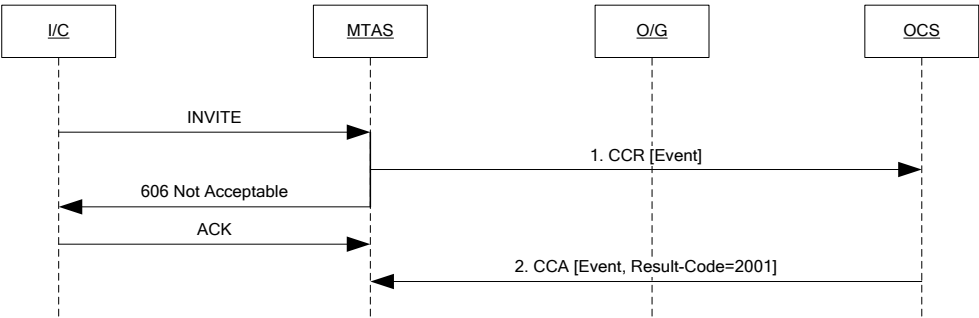 I/C
MTAS
O/G
OCS
INVITE
1. CCR [Event]
606 Not Acceptable
ACK
2. CCA [Event, Result-Code=2001]